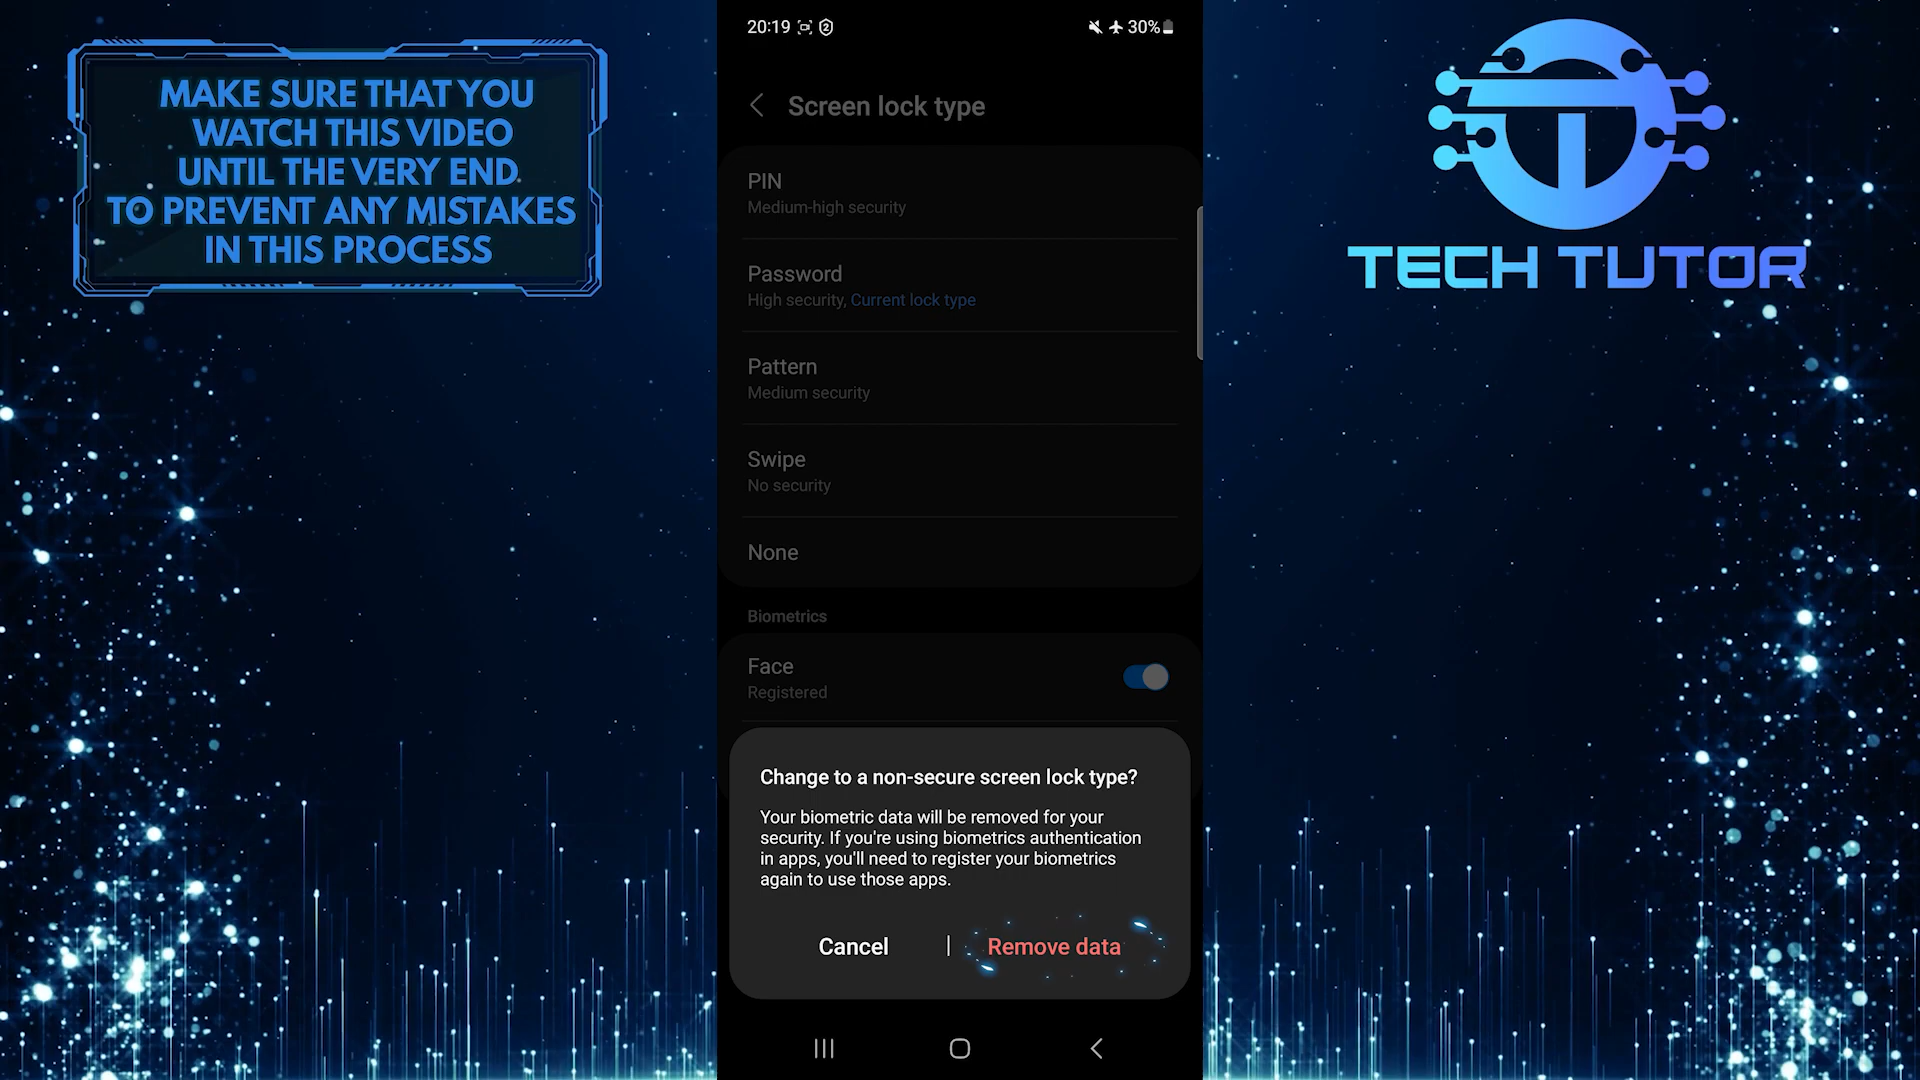 MAKE SURE THAT YOU
WATCH THIS VIDEO
UNTIL THE VERY END
TO PREVENT ANY MISTAKES
IN THIS PROCESS
20:19
30%
Screen lock type
PIN
Medium-high security
Password
High security, Current lock type
Pattern
Medium security
Swipe
No security
None
Biometrics
Face
Registered
Change to a non-secure screen lock type?
Your biometric data will be removed for your
security. If you're using biometrics authentication
in apps, you'll need to register your biometrics
again to use those apps.
Cancel
Remove data
TECH TUTOR